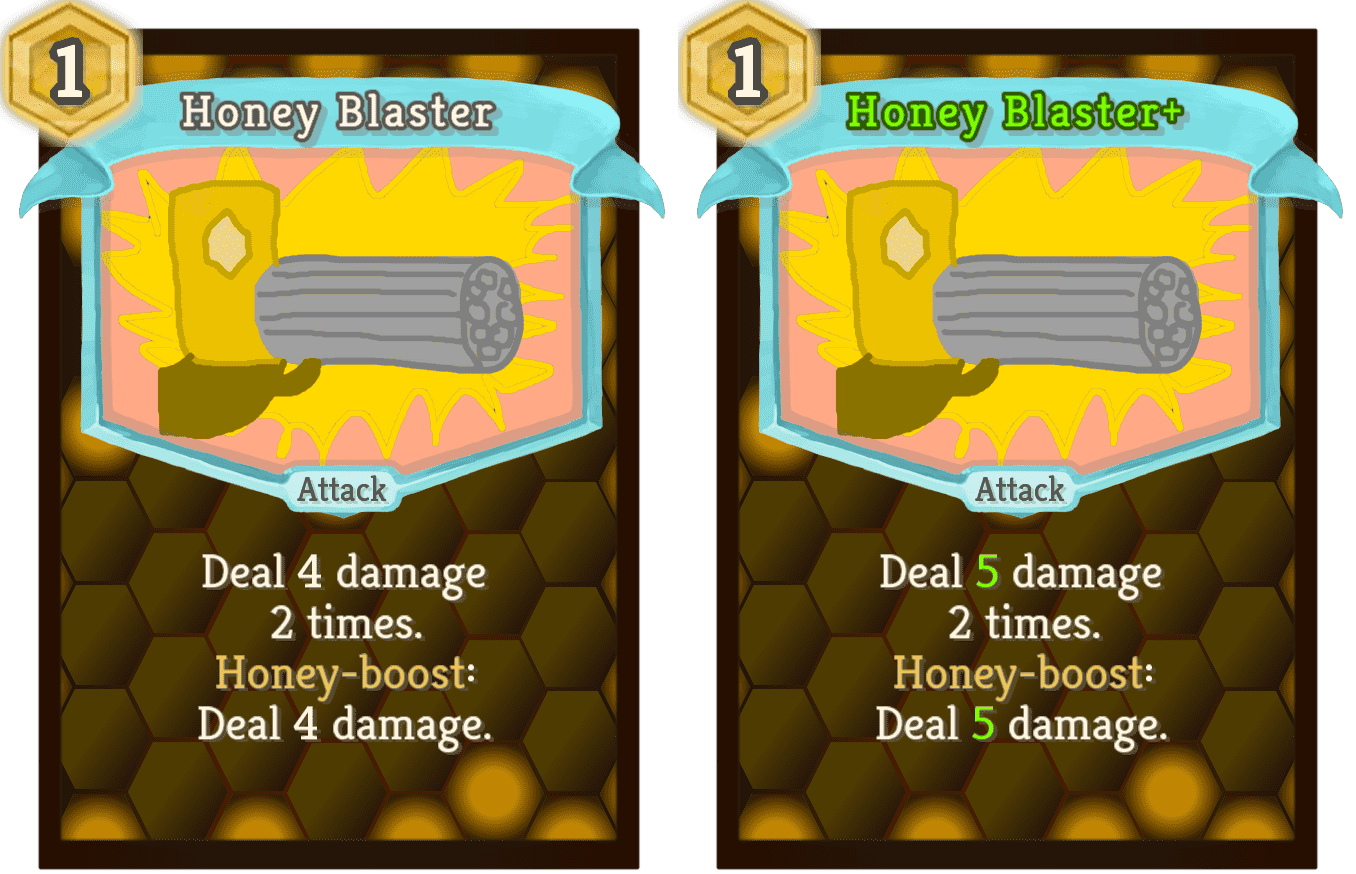 1
Honey Blaster
Attack
Deal 4 damage
2 times.
Honey-boost:
Deal 4 damage.
1
Honey Blaster+
Attack
Deal 5 damage
2 times.
Honey-boost:
Deal 5 damage.